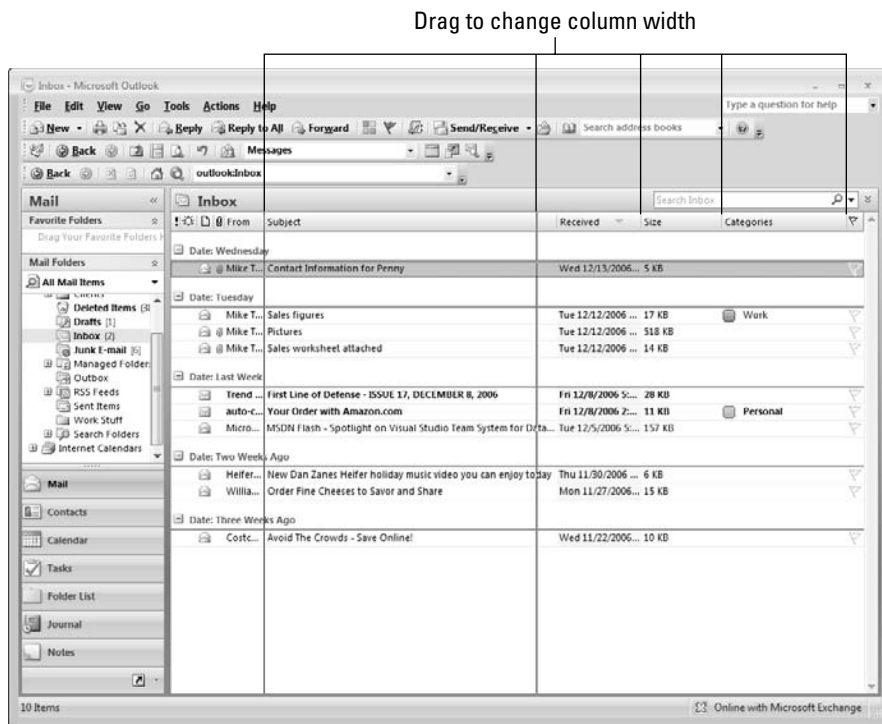 Drag to change column width
Inbox - Microsoft Outlook
File Edit View Go Tools Actions Help
Type a question for help
New Reply Reply to All Forward Send/Receive Search address books
Back Messages
Back outlook:Inbox
Mail
Inbox
Search Inbox
Favorite Folders
Drag Your Favorite Folders
Mail Folders
All Mail Items
Clients
Deleted Items
Drafts [1]
Inbox (2)
Junk E-mail [6]
Managed Folder
Outbox
RSS Feeds
Sent Items
Work Stuff
Search Folders
Internet Calendars
Mail
Contacts
Calendar
Tasks
Folder List
Journal
Notes
! From Subject Received Size Categories
Date: Wednesday
Mike T... Contact Information for Penny Wed 12/13/2006... 5 KB
Date: Tuesday
Mike T... Sales figures Tue 12/12/2006 ... 17 KB Work
Mike T... Pictures Tue 12/12/2006 ... 518 KB
Mike T... Sales worksheet attached Tue 12/12/2006 ... 14 KB
Date: Last Week
Trend ... First Line of Defense - ISSUE 17, DECEMBER 8, 2006 Fri 12/8/2006 5:... 28 KB
auto-c... Your Order with Amazon.com Fri 12/8/2006 2:... 11 KB Personal
Micro... MSDN Flash - Spotlight on Visual Studio Team System for Data... Tue 12/5/2006 5:... 157 KB
Date: Two Weeks Ago
Heifer... New Dan Zanes Heifer holiday music video you can enjoy today Thu 11/30/2006 ... 6 KB
Willia... Order Fine Cheeses to Savor and Share Mon 11/27/2006... 15 KB
Date: Three Weeks Ago
Costc... Avoid The Crowds - Save Online! Wed 11/22/2006... 10 KB
10 Items
Online with Microsoft Exchange